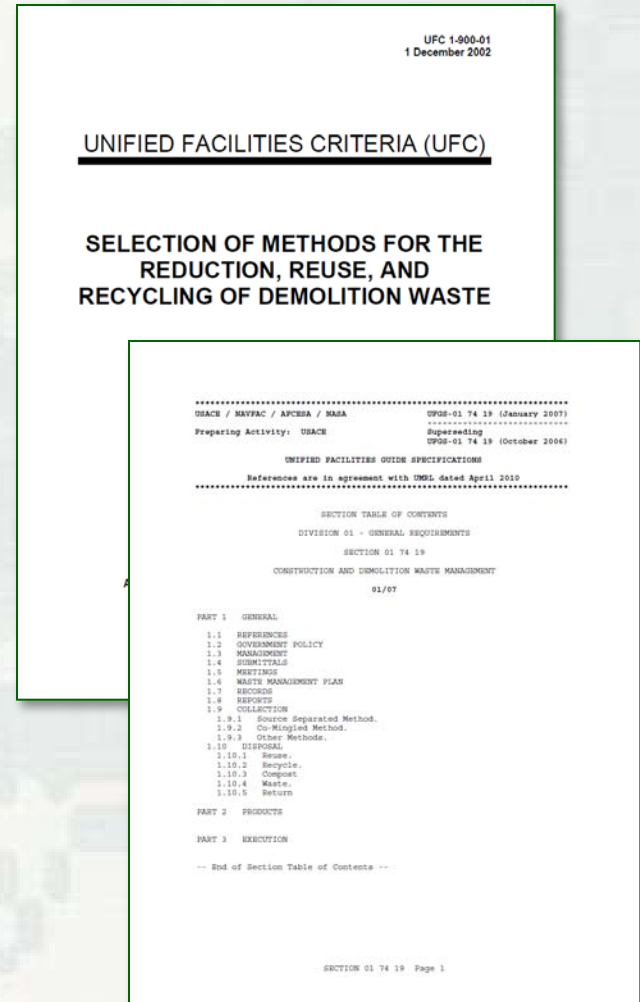 UFC 1-900-01
1 December 2002
UNIFIED FACILITIES CRITERIA (UFC)
SELECTION OF METHODS FOR THE
REDUCTION, REUSE, AND
RECYCLING OF DEMOLITION WASTE
A
**************************************************************************
USACE / NAVFAC / AFCESA / NASA UFGS-01 74 19 (January 2007)
-----------------------------
Preparing Activity: USACE Superseding
UFGS-01 74 19 (October 2006)
UNIFIED FACILITIES GUIDE SPECIFICATIONS
References are in agreement with UMRL dated April 2010
**************************************************************************
SECTION TABLE OF CONTENTS
DIVISION 01 - GENERAL REQUIREMENTS
SECTION 01 74 19
CONSTRUCTION AND DEMOLITION WASTE MANAGEMENT
01/07
PART 1 GENERAL
1.1 REFERENCES
1.2 GOVERNMENT POLICY
1.3 MANAGEMENT
1.4 SUBMITTALS
1.5 MEETINGS
1.6 WASTE MANAGEMENT PLAN
1.7 RECORDS
1.8 REPORTS
1.9 COLLECTION
1.9.1 Source Separated Method.
1.9.2 Co-Mingled Method.
1.9.3 Other Methods.
1.10 DISPOSAL
1.10.1 Reuse.
1.10.2 Recycle.
1.10.3 Compost
1.10.4 Waste.
1.10.5 Return
PART 2 PRODUCTS
PART 3 EXECUTION
-- End of Section Table of Contents --
SECTION 01 74 19 Page 1